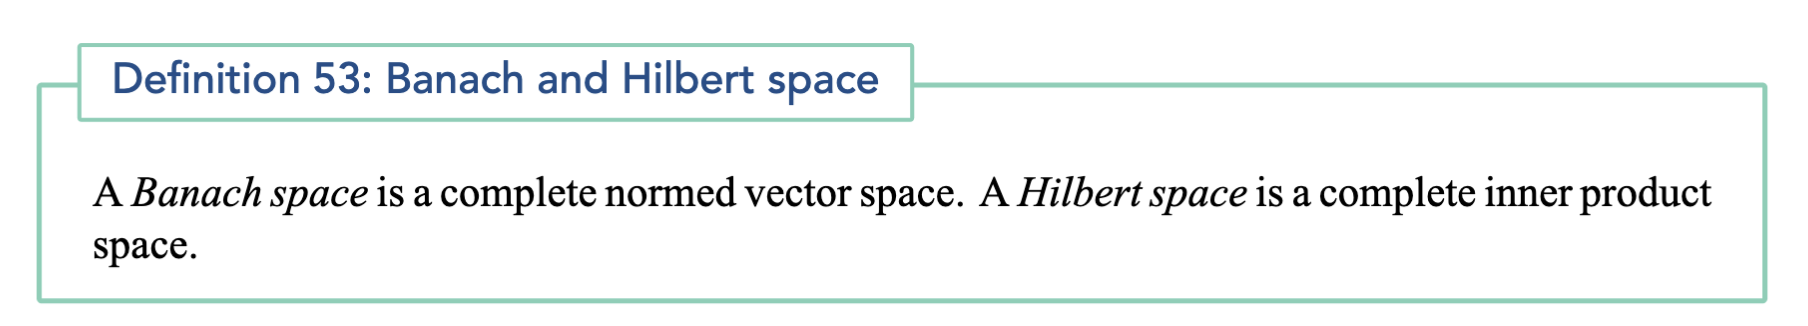 Definition 53: Banach and Hilbert space
A Banach space is a complete normed vector space. A Hilbert space is a complete inner product
space.